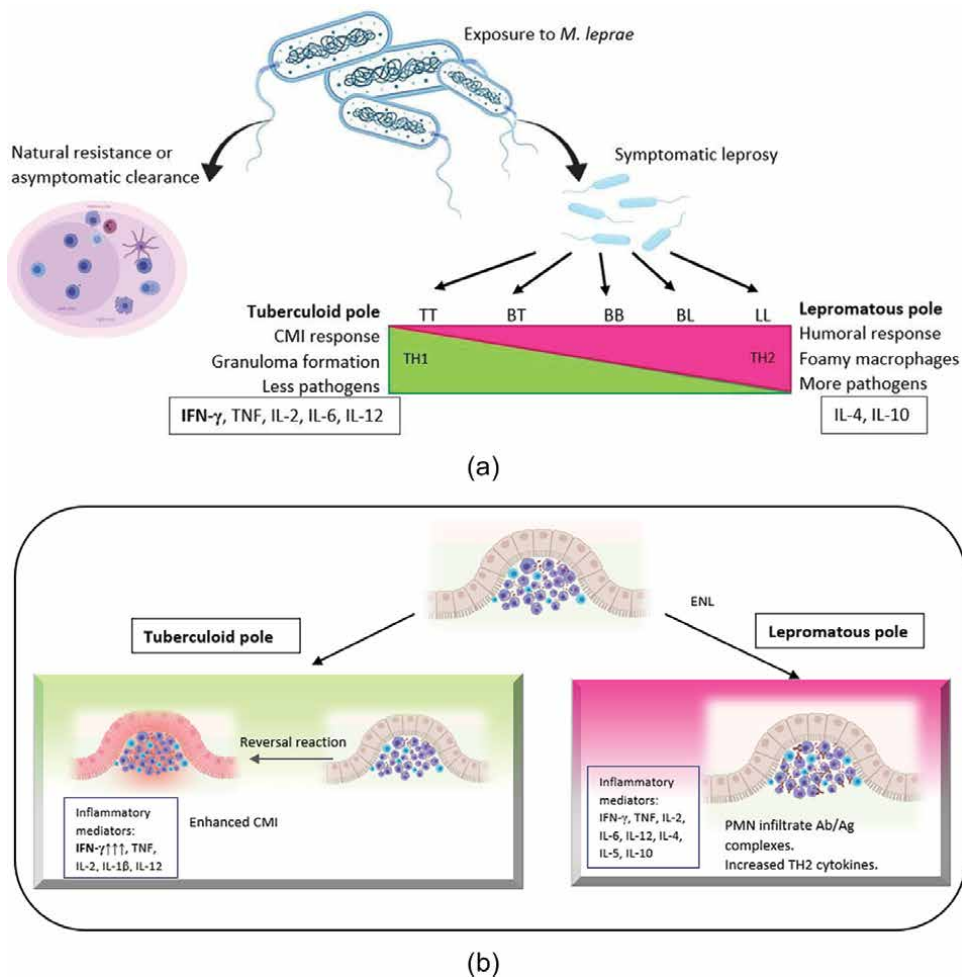 Exposure to M. leprae
Natural resistance or
asymptomatic clearance
Symptomatic leprosy
Tuberculoid pole
CMI response
Granuloma formation
Less pathogens
IFN-γ, TNF, IL-2, IL-6, IL-12
TT BT BB BL LL
TH1 TH2
Lepromatous pole
Humoral response
Foamy macrophages
More pathogens
IL-4, IL-10
(a)
ENL
Tuberculoid pole
Lepromatous pole
Reversal reaction
Inflammatory
mediators:
IFN-γ↑↑↑, TNF,
IL-2, IL-1β, IL-12
Enhanced CMI
Inflammatory
mediators:
IFN-γ, TNF, IL-2,
IL-6, IL-12, IL-4,
IL-5, IL-10
PMN infiltrate Ab/Ag
complexes.
Increased TH2 cytokines.
(b)